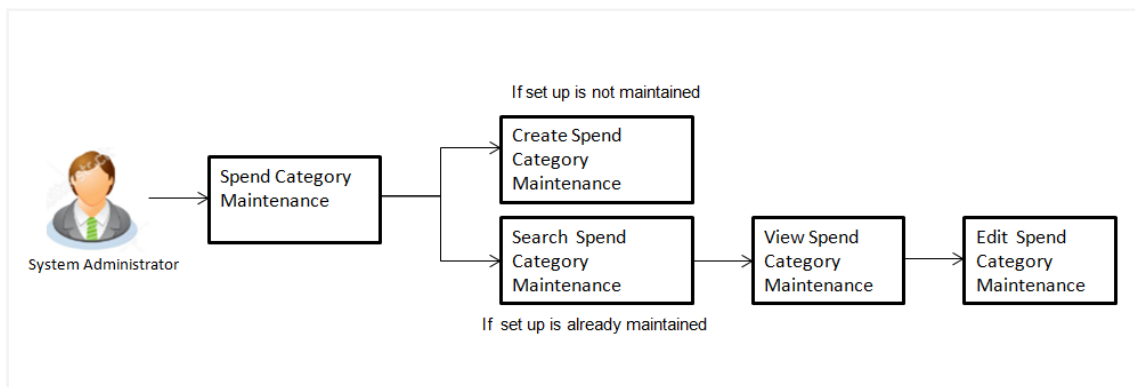 If set up is not maintained
Create Spend
Category
Maintenance
Spend Category
Maintenance
System Administrator
Search Spend
Category
Maintenance
View Spend
Category
Maintenance
Edit Spend
Category
Maintenance
If set up is already maintained